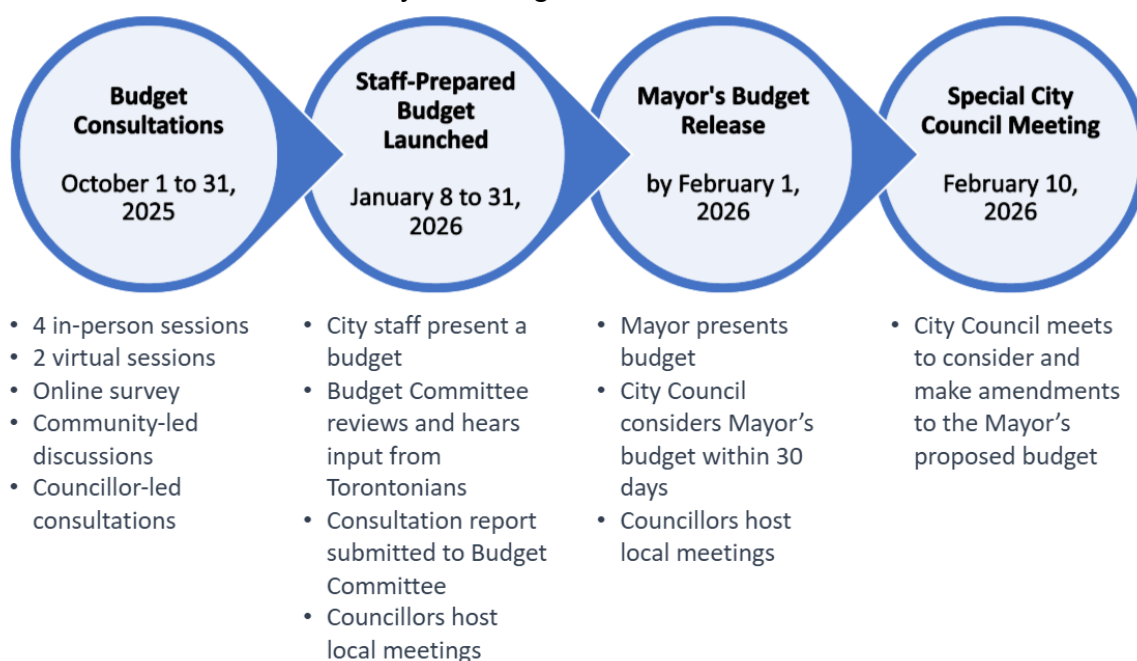 Budget
Consultations
October 1 to 31,
2025
Staff-Prepared
Budget
Launched
January 8 to 31,
2026
Mayor's Budget
Release
by February 1,
2026
Special City
Council Meeting
February 10,
2026
• 4 in-person sessions
• 2 virtual sessions
• Online survey
• Community-led
discussions
• Councillor-led
consultations
• City staff present a
budget
• Budget Committee
reviews and hears
input from
Torontonians
• Consultation report
submitted to Budget
Committee
• Councillors host
local meetings
• Mayor presents
budget
• City Council
considers Mayor’s
budget within 30
days
• Councillors host
local meetings
• City Council meets
to consider and
make amendments
to the Mayor’s
proposed budget